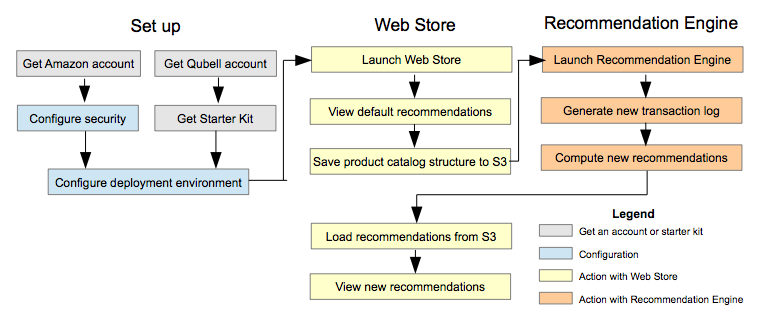 Set up
Web Store
Recommendation Engine
Get Amazon account
Get Qubell account
Launch Web Store
Launch Recommendation Engine
Configure security
Get Starter Kit
View default recommendations
Generate new transaction log
Configure deployment environment
Save product catalog structure to S3
Compute new recommendations
Load recommendations from S3
View new recommendations
Legend
Get an account or starter kit
Configuration
Action with Web Store
Action with Recommendation Engine